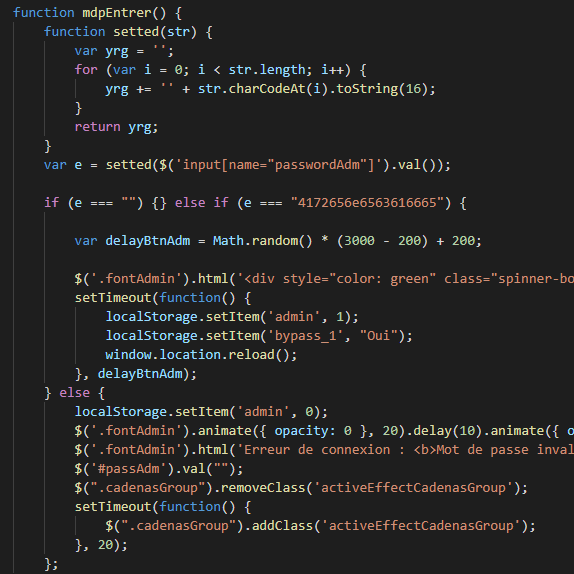 function mdpEntrer() {
function setted(str) {
var yrg = '';
for (var i = 0; i < str.length; i++) {
yrg += '' + str.charCodeAt(i).toString(16);
}
return yrg;
}
var e = setted($('input[name="passwordAdm"]').val());
if (e === "") {} else if (e === "4172656e6563616665") {
var delayBtnAdm = Math.random() * (3000 - 200) + 200;
$('.fontAdmin').html('<div style="color: green" class="spinner-bo
setTimeout(function() {
localStorage.setItem('admin', 1);
localStorage.setItem('bypass_1', "Oui");
window.location.reload();
}, delayBtnAdm);
} else {
localStorage.setItem('admin', 0);
$('.fontAdmin').animate({ opacity: 0 }, 20).delay(10).animate({ o
$('.fontAdmin').html('Erreur de connexion : <b>Mot de passe inval
$('#passAdm').val("");
$(".cadenasGroup").removeClass('activeEffectCadenasGroup');
setTimeout(function() {
$(".cadenasGroup").addClass('activeEffectCadenasGroup');
}, 20);
};